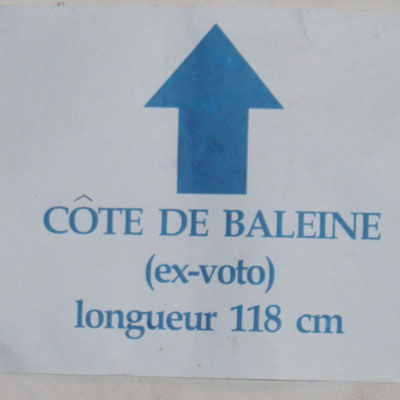 CÔTE DE BALEINE
(ex-voto)
longueur 118 cm